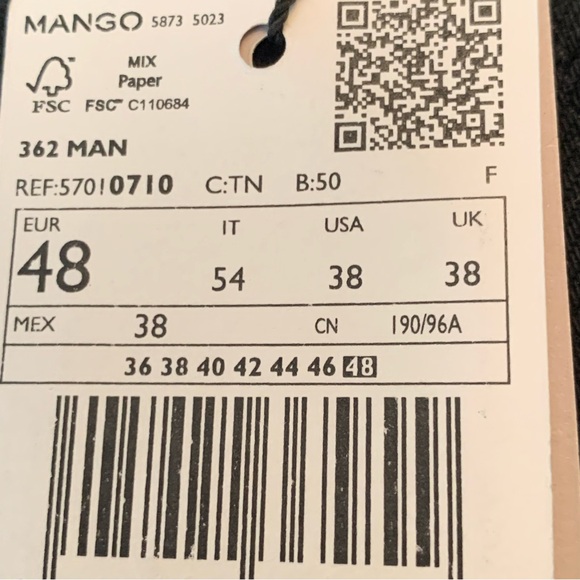 MANGO 5873 5023
MIX
Paper
FSC FSC™ C110684
362 MAN
REF:57010710 C:TN B:50 F
EUR IT USA UK
48 54 38 38
MEX 38 CN 190/96A
36 38 40 42 44 46 48